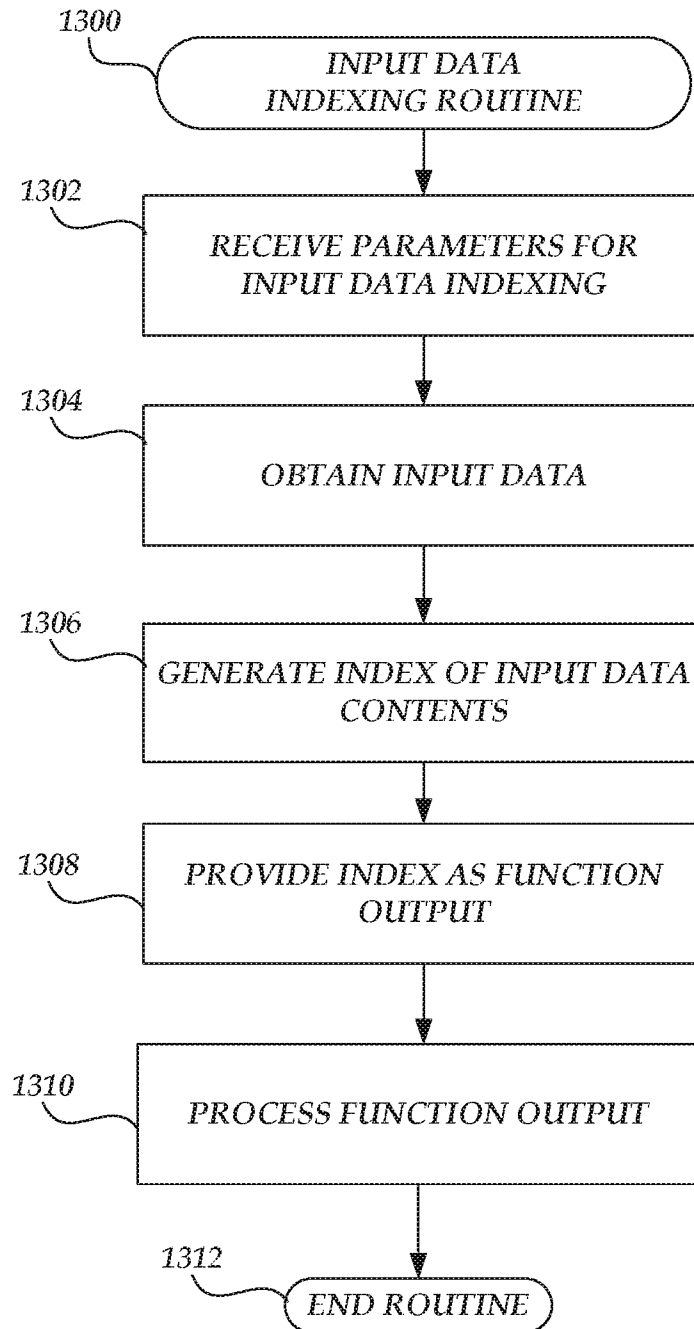 1300
INPUT DATA
INDEXING ROUTINE
1302
RECEIVE PARAMETERS FOR
INPUT DATA INDEXING
1304
OBTAIN INPUT DATA
1306
GENERATE INDEX OF INPUT DATA
CONTENTS
1308
PROVIDE INDEX AS FUNCTION
OUTPUT
1310
PROCESS FUNCTION OUTPUT
1312
END ROUTINE